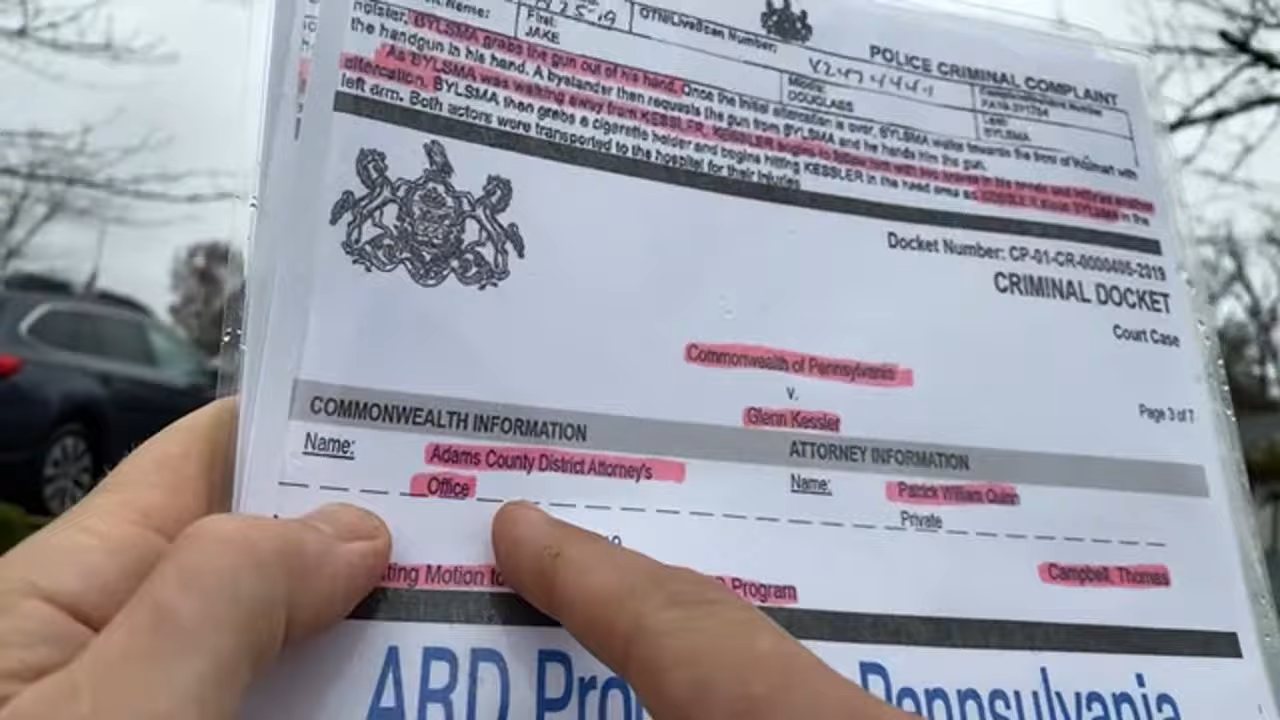 POLICE CRIMINAL COMPLAINT
Name:
First:
JAKE
OTN/LiveScan Number:
DOUGLASS
BYLSMA
holster, BYLSMA grabs the gun out of his hand. Once the initial altercation is over, BYLSMA walks towards the front of with
the handgun in his hand. A bystander then requests the gun from BYLSMA and he hands him the gun.
As BYLSMA was walking away from KESSLER, KESSLER begins to follow him with two in his hands and another
altercation. BYLSMA then grabs a cigarette holder and begins hitting KESSLER in the head area as KESSLER BYLSMA in the
left arm. Both actors were transported to the hospital for their injuries
Docket Number: CP-01-CR-0000405-2019
CRIMINAL DOCKET
Court Case
Commonwealth of Pennsylvania
v.
Glenn Kessler
Page 3 of 7
COMMONWEALTH INFORMATION
ATTORNEY INFORMATION
Name: Adams County District Attorney's
Office
Name: Patrick William Quinn
Private
Campbell, Thomas
ting Motion to Program
ARD Pro Pennsylvania